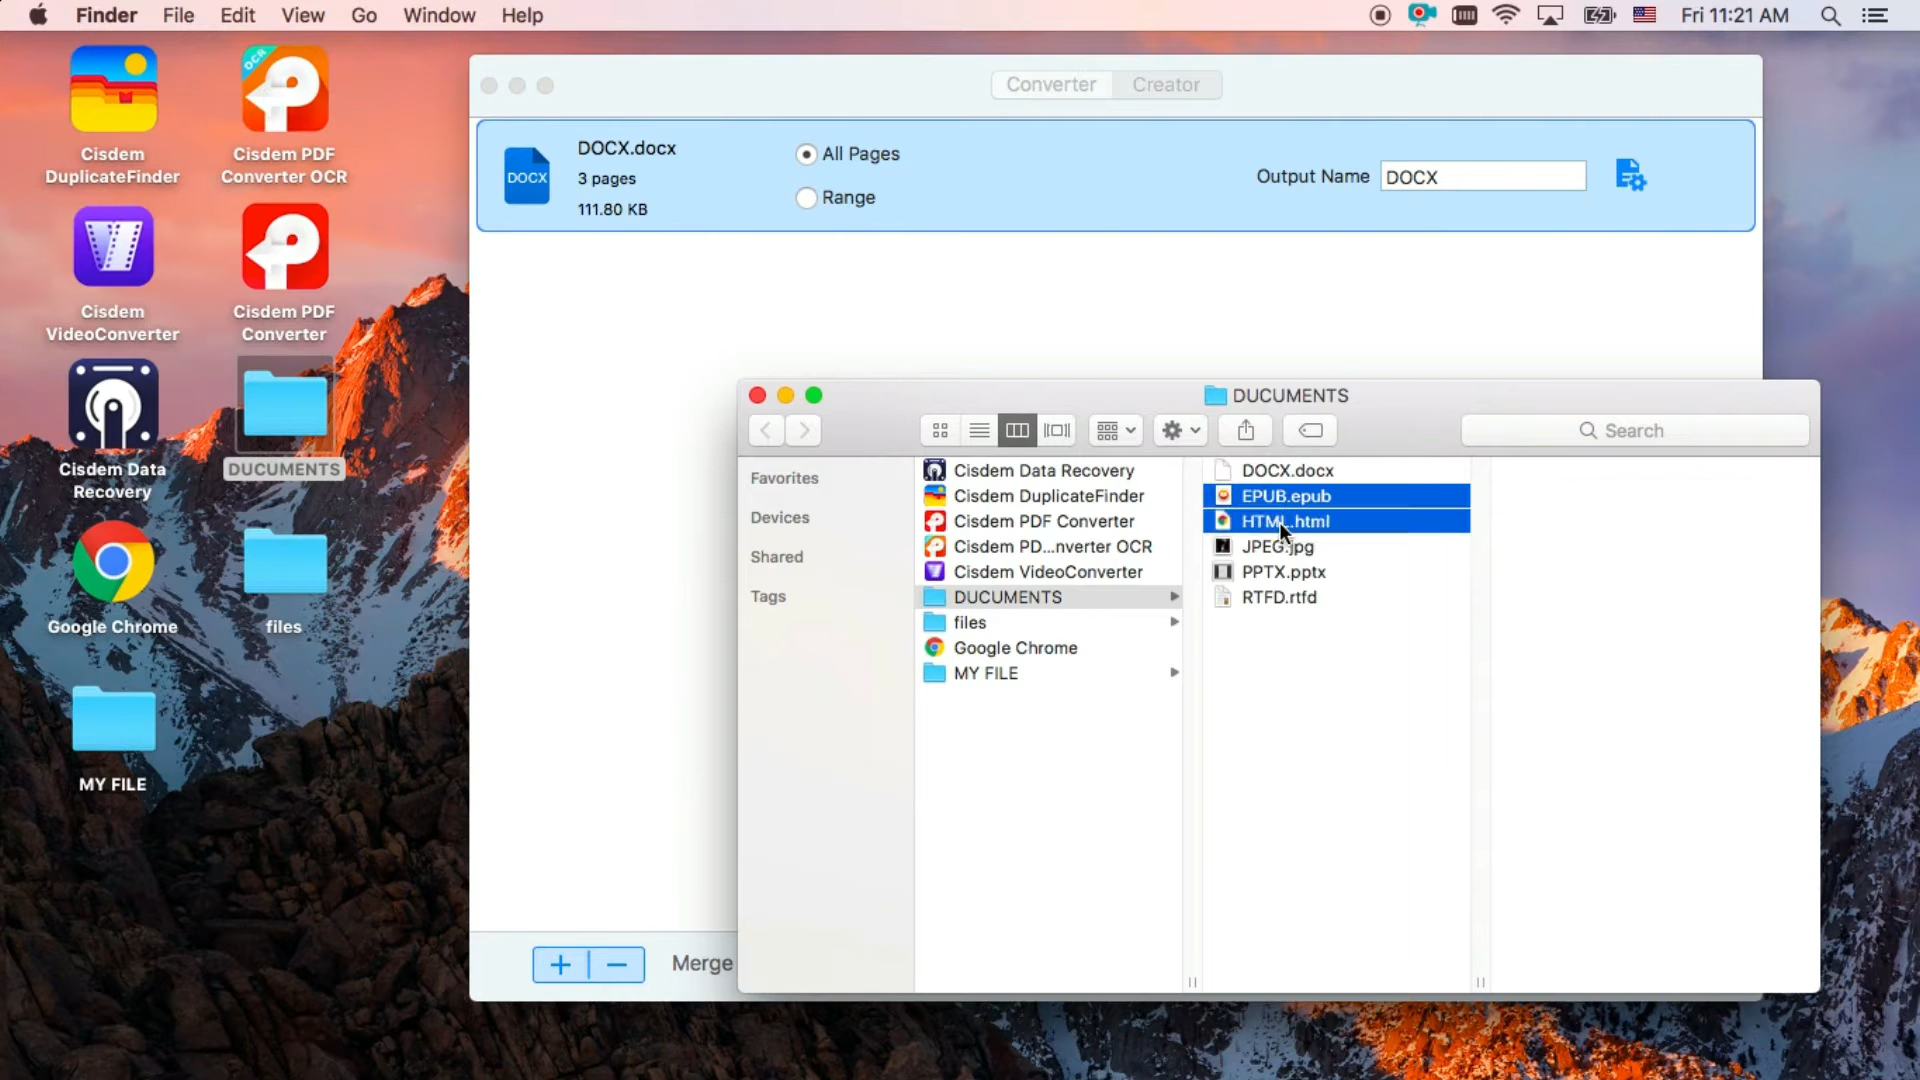 Finder File Edit View Go Window Help Fri 11:21 AM
Cisdem DuplicateFinder
OCR
Cisdem PDF Converter OCR
Cisdem VideoConverter
Cisdem PDF Converter
Cisdem Data Recovery
DUCUMENTS
Google Chrome
files
MY FILE
Converter Creator
DOCX
DOCX.docx
3 pages
111.80 KB
All Pages
Range
Output Name DOCX
Merge
DUCUMENTS
Search
Favorites
Devices
Shared
Tags
Cisdem Data Recovery
Cisdem DuplicateFinder
Cisdem PDF Converter
Cisdem PD...nverter OCR
Cisdem VideoConverter
DUCUMENTS
files
Google Chrome
MY FILE
DOCX.docx
EPUB.epub
HTML.html
JPEG.jpg
PPTX.pptx
RTFD.rtfd